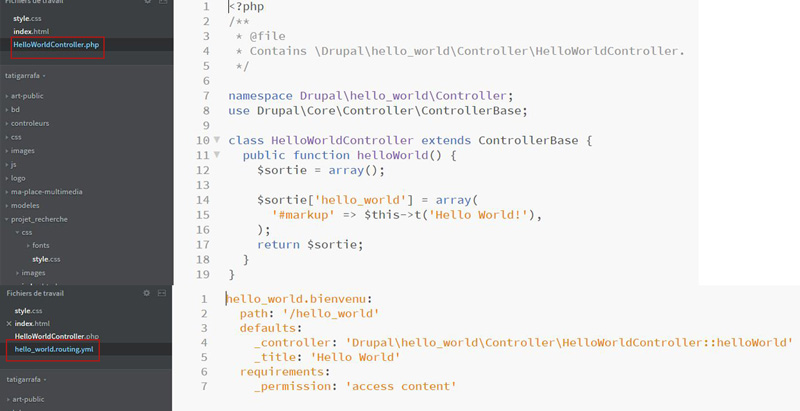 Fichiers de travail
style.css
index.html
HelloWorldController.php
tatigarrafa
art-public
bd
controleurs
css
images
js
logo
ma-place-multimedia
modeles
projet_recherche
css
fonts
style.css
images
1 <?php
2 /**
3 * @file
4 * Contains \Drupal\hello_world\Controller\HelloWorldController.
5 */
6
7 namespace Drupal\hello_world\Controller;
8 use Drupal\Core\Controller\ControllerBase;
9
10 class HelloWorldController extends ControllerBase {
11 public function helloWorld() {
12 $sortie = array();
13
14 $sortie['hello_world'] = array(
15 '#markup' => $this->t('Hello World!'),
16 );
17 return $sortie;
18 }
19 }
Fichiers de travail
style.css
index.html
HelloWorldController.php
hello_world.routing.yml
tatigarrafa
art-public
1 hello_world.bienvenu:
2 path: '/hello_world'
3 defaults:
4 _controller: 'Drupal\hello_world\Controller\HelloWorldController::helloWorld'
5 _title: 'Hello World'
6 requirements:
7 _permission: 'access content'